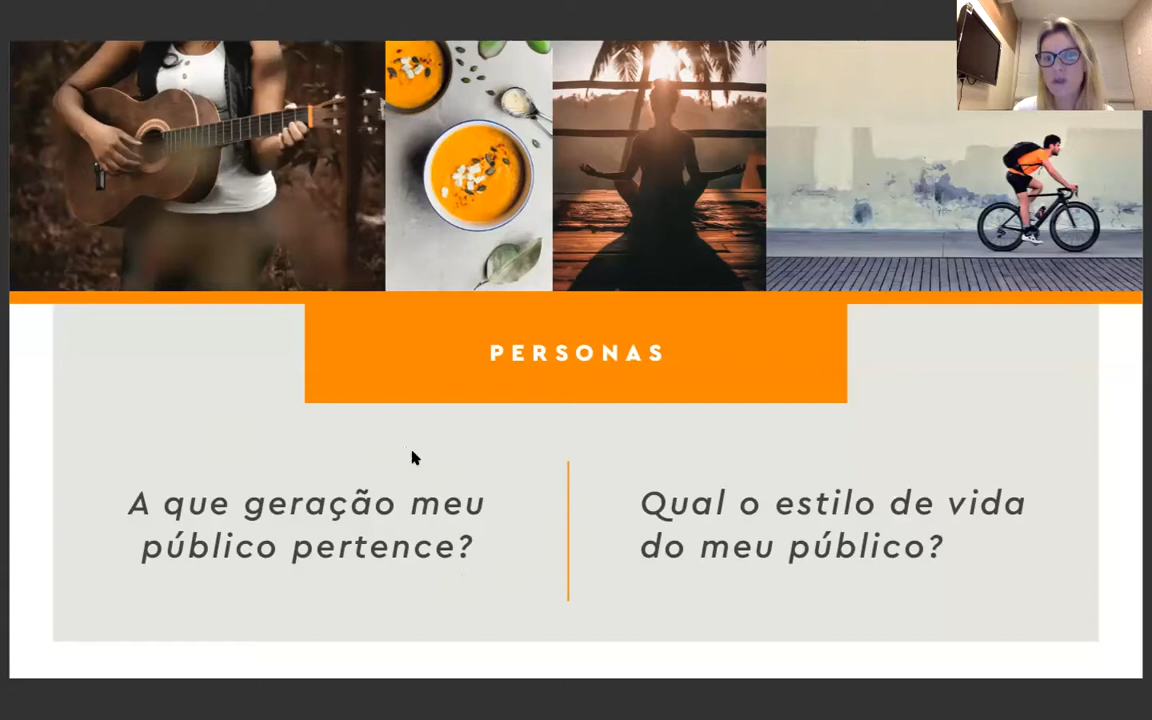 PERSONAS
A que geração meu
público pertence?
Qual o estilo de vida
do meu público?